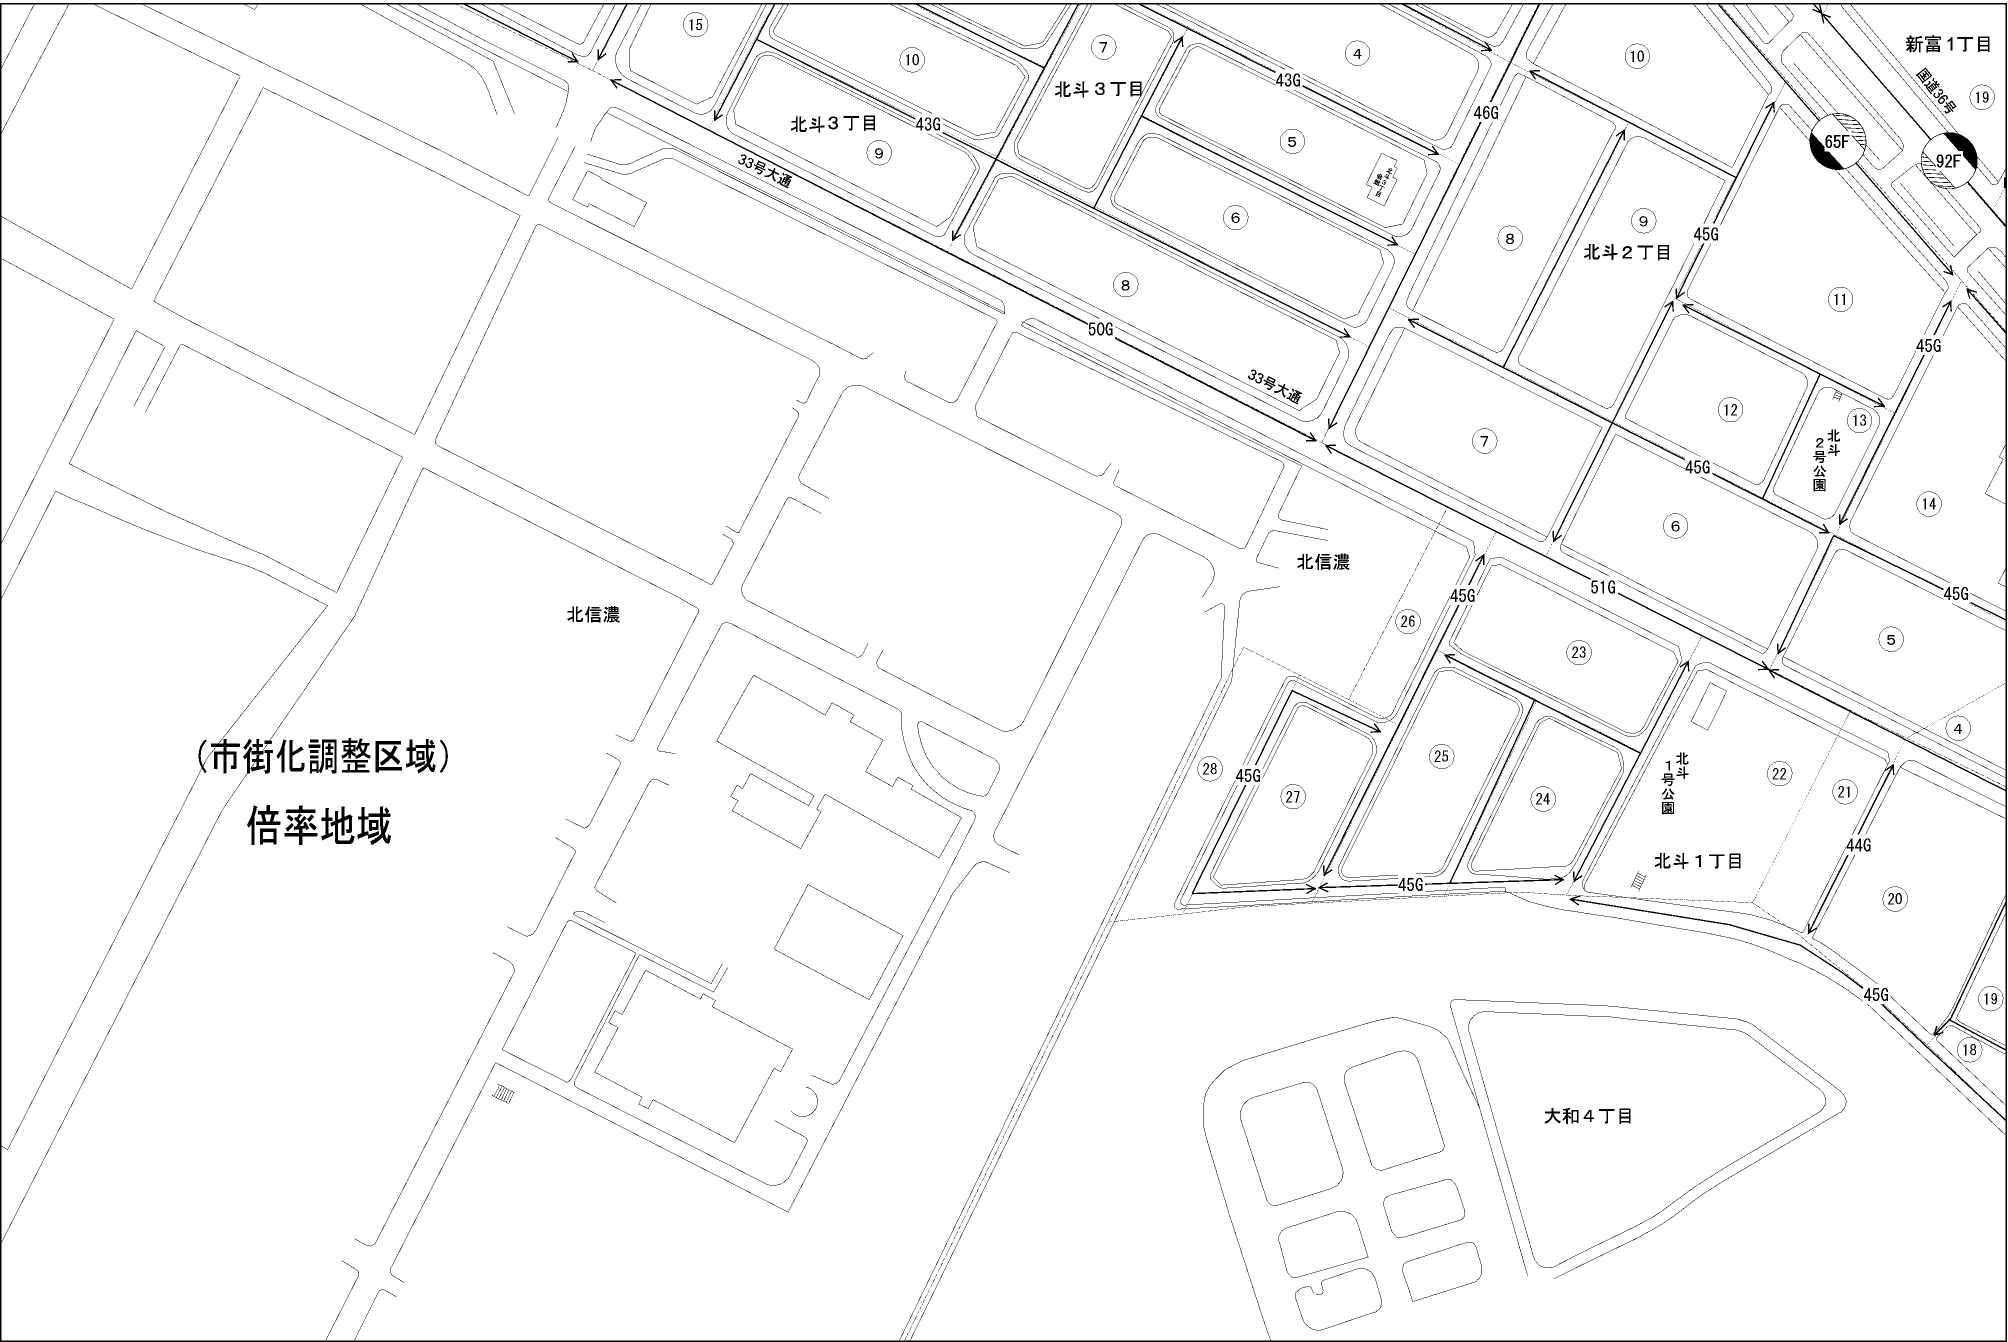 15
10
北斗３丁目
9
43G
33号大通
7
北斗３丁目
4
43G
5
46G
6
8
50G
33号大通
10
8
9
北斗２丁目
45G
新富１丁目
国道36号
19
65F
92F
11
45G
12
13
北斗
２号公園
7
45G
14
6
51G
45G
5
4
北信濃
北信濃
26
45G
23
25
24
28
45G
27
45G
北斗
１号公園
22
21
北斗１丁目
44G
20
45G
19
18
（市街化調整区域）
倍率地域
大和４丁目